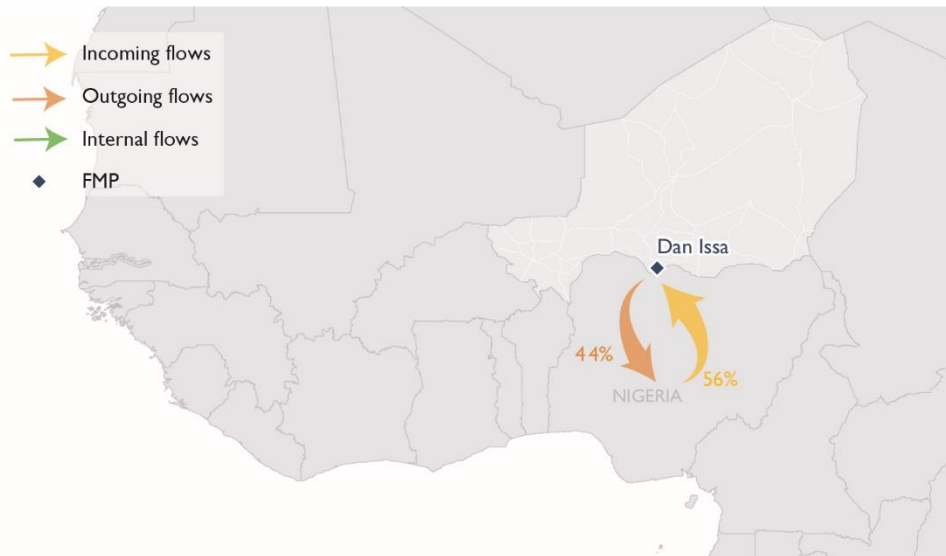 Incoming flows
Outgoing flows
Internal flows
FMP
Dan Issa
44%
56%
NIGERIA